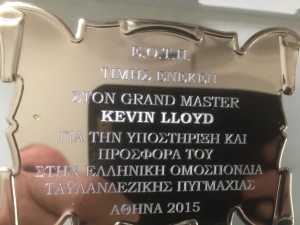 Ε.Ο.Τ.Π.
ΤΙΜΗΣ ΕΝΕΚΕΝ
ΣΤΟΝ GRAND MASTER
KEVIN LLOYD
ΓΙΑ ΤΗΝ ΥΠΟΣΤΗΡΙΞΗ ΚΑΙ
ΠΡΟΣΦΟΡΑ ΤΟΥ
ΣΤΗΝ ΕΛΛΗΝΙΚΗ ΟΜΟΣΠΟΝΔΙΑ
ΤΑΫΛΑΝΔΕΖΙΚΗΣ ΠΥΓΜΑΧΙΑΣ
ΑΘΗΝΑ 2015